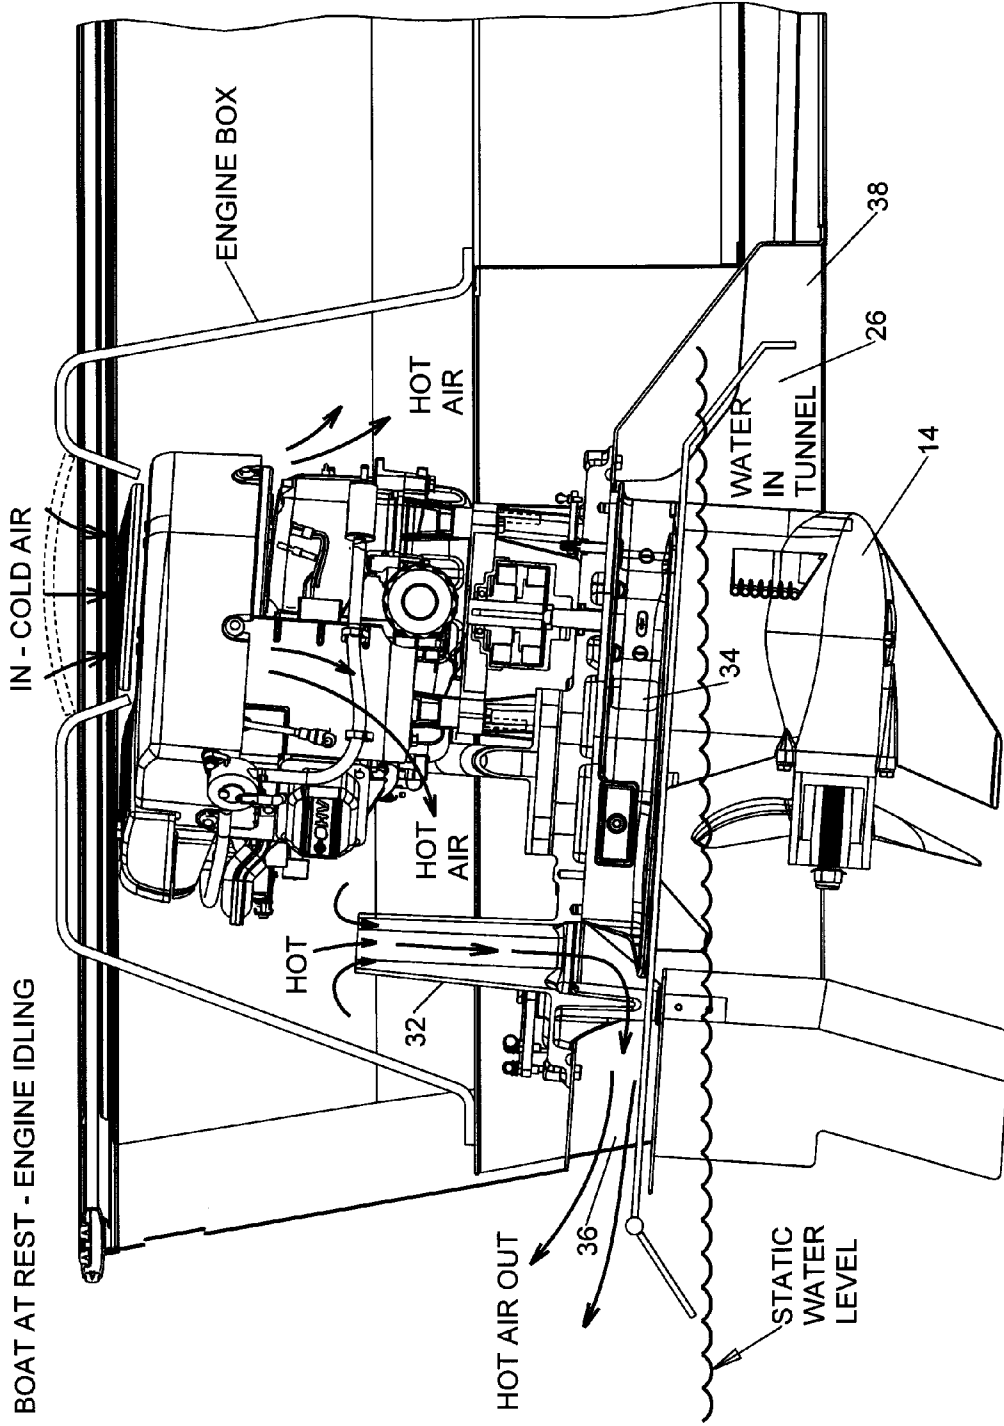 BOAT AT REST - ENGINE IDLING
IN - COLD AIR
ENGINE BOX
HOT
AIR
HOT
HOT
AIR
32
34
WATER
IN
TUNNEL
26
38
14
36
HOT AIR OUT
STATIC
WATER
LEVEL